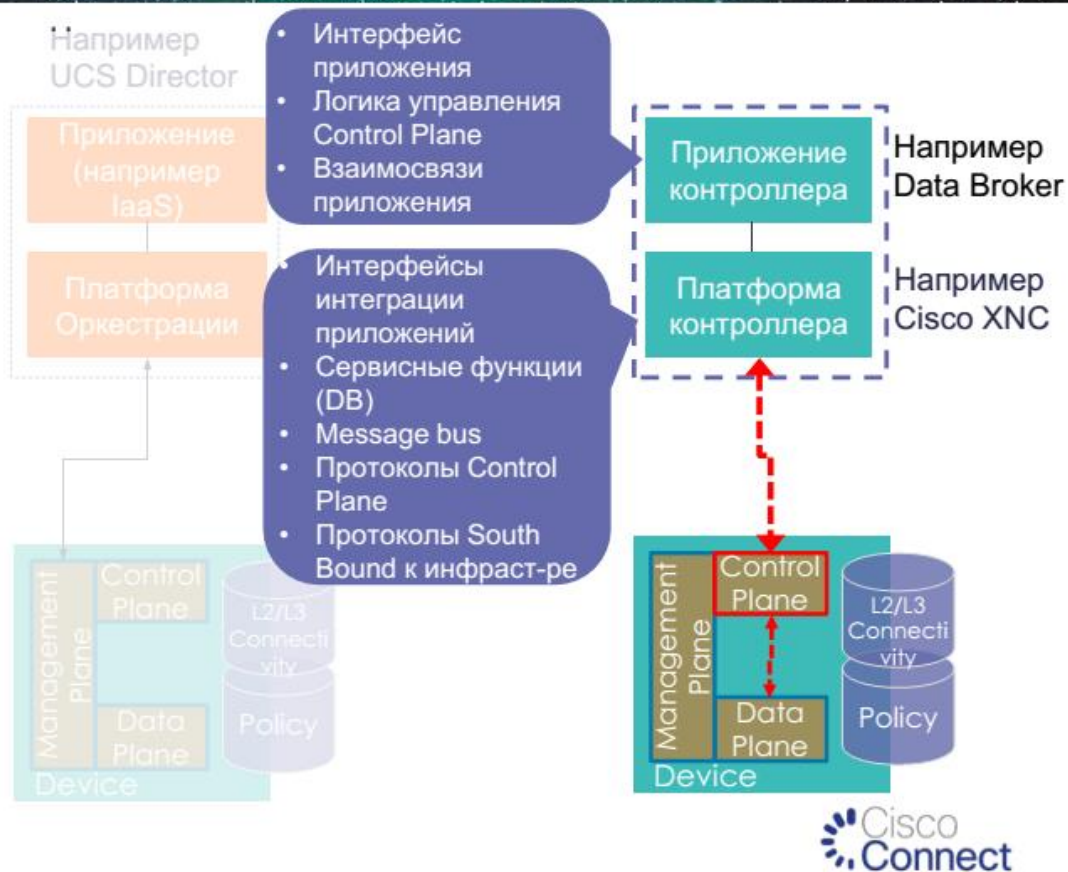 Например
UCS Director
Приложение
(например
IaaS)
Платформа
Оркестрации
• Интерфейс
приложения
• Логика управления
Control Plane
• Взаимосвязи
приложения
• Интерфейсы
интеграции
приложений
• Сервисные функции
(DB)
• Message bus
• Протоколы Control
Plane
• Протоколы South
Bound к инфраст-ре
Приложение
контроллера
Например
Data Broker
Платформа
контроллера
Например
Cisco XNC
Management
Plane
Control
Plane
Data
Plane
Device
L2/L3
Connecti
vity
Policy
Management
Plane
Control
Plane
Data
Plane
Device
L2/L3
Connecti
vity
Policy
Cisco
Connect